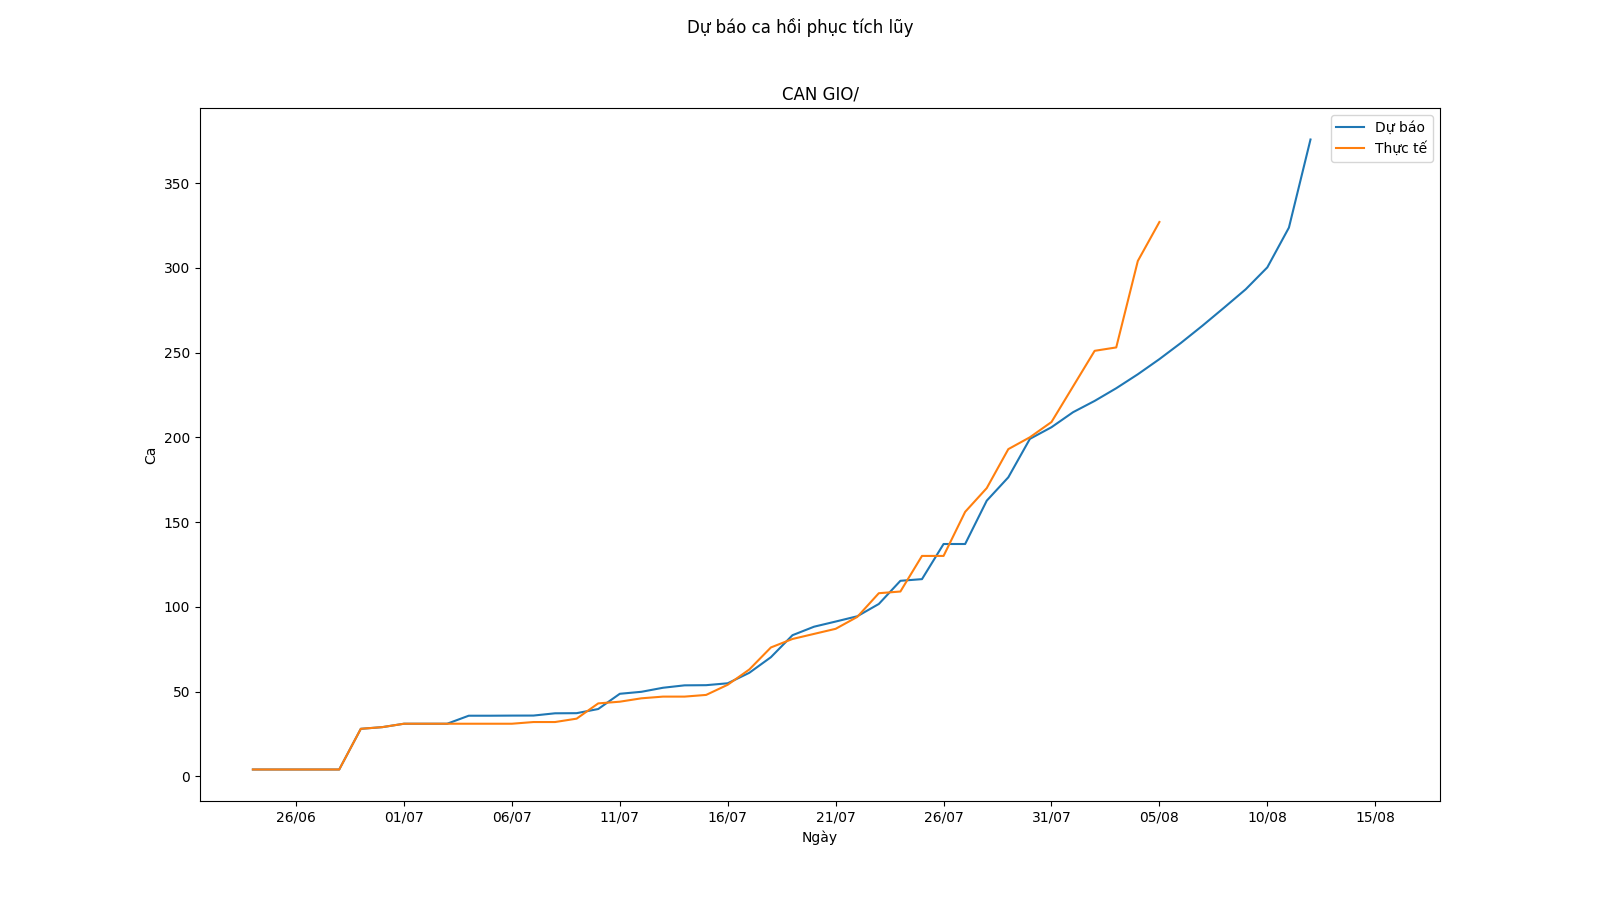 Dự báo ca hồi phục tích lũy
CAN GIO/
Dự báo
Thực tế
350
300
250
200
150
100
50
0
Ca
26/06 01/07 06/07 11/07 16/07 21/07 26/07 31/07 05/08 10/08 15/08
Ngày